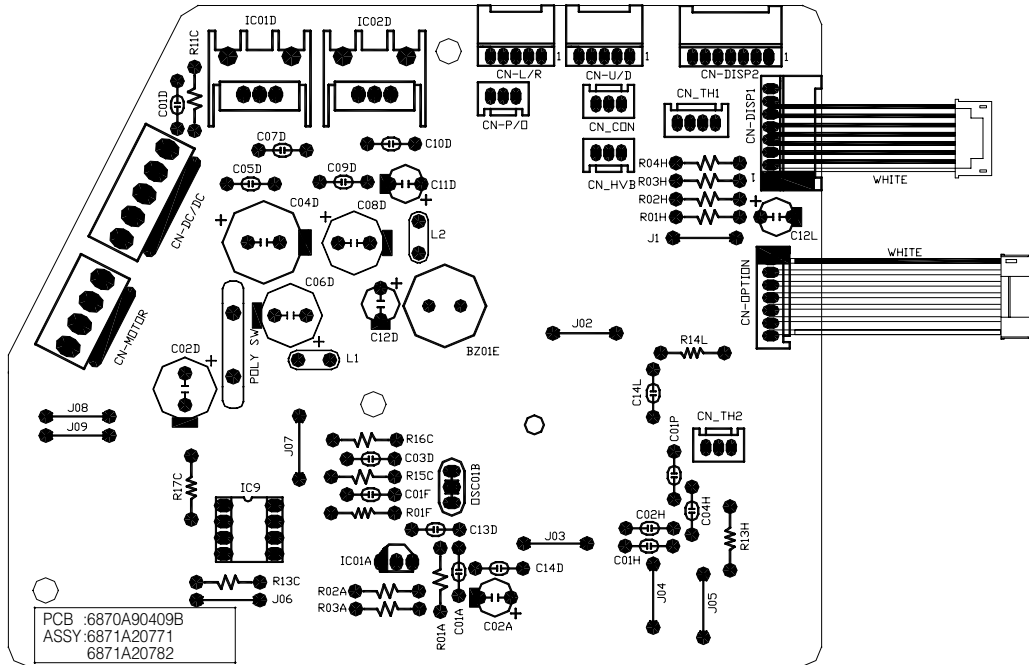 IC01D
IC02D
R11C
C01D
CN-L/R
1
CN-U/D
1
CN-DISP2
1
CN-P/O
CN_CON
CN_TH1
CN-DISP1
1
WHITE
C07D
C10D
CN_HVB
R04H
R03H
R02H
R01H
J1
C12L
C05D
C09D
C11D
CN-DC/DC
C04D
C08D
L2
WHITE
CN-OPTION
CN-MOTOR
C06D
C12D
BZ01E
J02
POLY SW
L1
C02D
R14L
C14L
J08
J09
J07
R16C
C03D
R15C
C01F
R01F
OSC01B
C01P
CN_TH2
R17C
IC9
C13D
C02H
C04H
C01H
R13H
J03
IC01A
C14D
R13C
J06
R02A
R03A
R01A
C01A
C02A
J04
J05
PCB :6870A90409B
ASSY:6871A20771
6871A20782